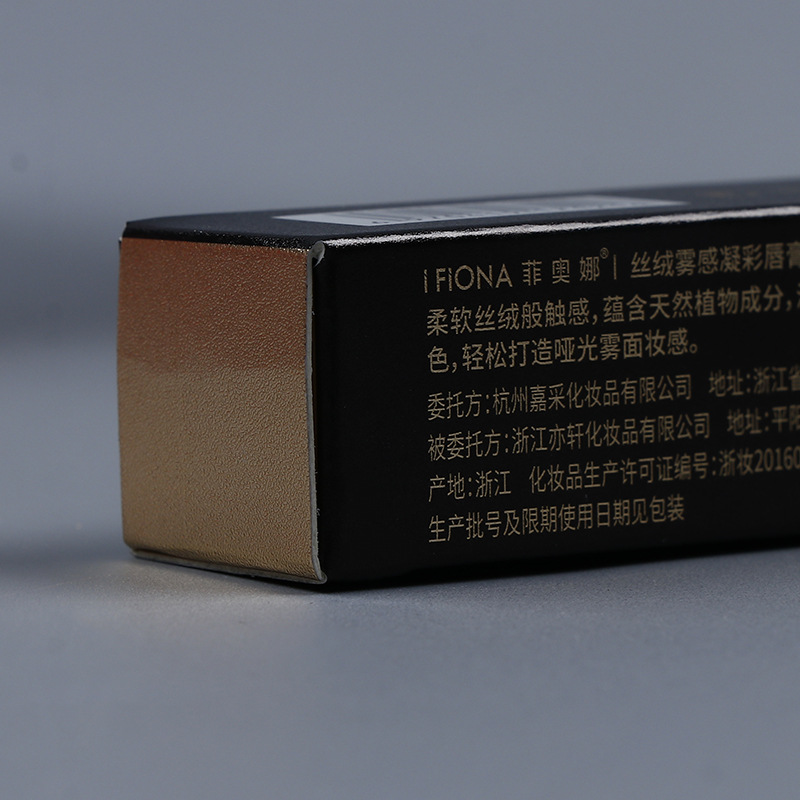 I FIONA 菲奥娜® | 丝绒雾感凝彩唇膏
柔软丝绒般触感,蕴含天然植物成分,
色,轻松打造哑光雾面妆感。
委托方:杭州嘉采化妆品有限公司 地址:浙江省
被委托方:浙江亦轩化妆品有限公司 地址:平阳
产地:浙江 化妆品生产许可证编号:浙妆20160
生产批号及限期使用日期见包装